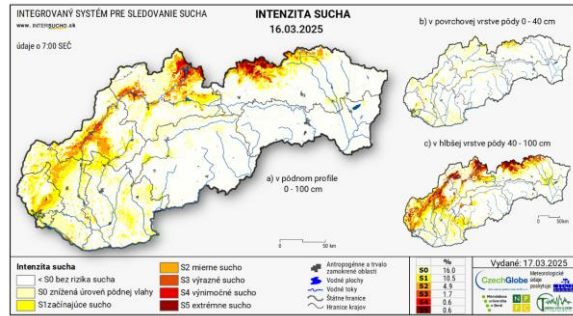 INTEGROVANÝ SYSTÉM PRE SLEDOVANIE SUCHA
www. INTERSUCHO.sk
údaje o 7:00 SEČ
INTENZITA SUCHA
16.03.2025
b) v povrchovej vrstve pôdy 0 - 40 cm
a) v pôdnom profile
0 - 100 cm
50 km
c) v hlbšej vrstve pôdy 40 - 100 cm
50km
Intenzita sucha
< S0 bez rizika sucha
S0 znížená úroveň pôdnej vlahy
S1 začínajúce sucho
S2 mierne sucho
S3 výrazné sucho
S4 výnimočné sucho
S5 extrémne sucho
Antropogénne a trvalo
zamokrené oblasti
Vodné plochy
Vodné toky
Štátne hranice
Hranice krajov
%
S0 16.0
S1 10.5
S2 4.9
S3 1.7
S4 0.6
S5 0.6
Vydané: 17.03.2025
CzechGlobe
Meteorologické
údaje
poskytuje